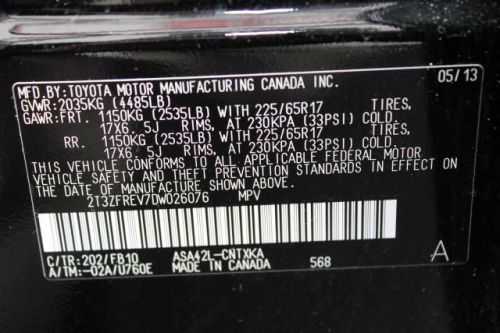 MFD.BY:TOYOTA MOTOR MANUFACTURING CANADA INC. 05/13
GVWR:2035KG (4485LB)
GAWR:FRT. 1150KG (2535LB) WITH 225/65R17 TIRES,
17X6.5J RIMS, AT 230KPA (33PSI) COLD.
RR. 1150KG (2535LB) WITH 225/65R17 TIRES,
17X6.5J RIMS, AT 230KPA (33PSI) COLD.
THIS VEHICLE CONFORMS TO ALL APPLICABLE FEDERAL MOTOR
VEHICLE SAFETY AND THEFT PREVENTION STANDARDS IN EFFECT ON
THE DATE OF MANUFACTURE SHOWN ABOVE.
2T3ZFREV7DW026076 MPV
C/TR:202/FB10 ASA42L-CNTXKA A
A/TM:-02A/U760E MADE IN CANADA 568